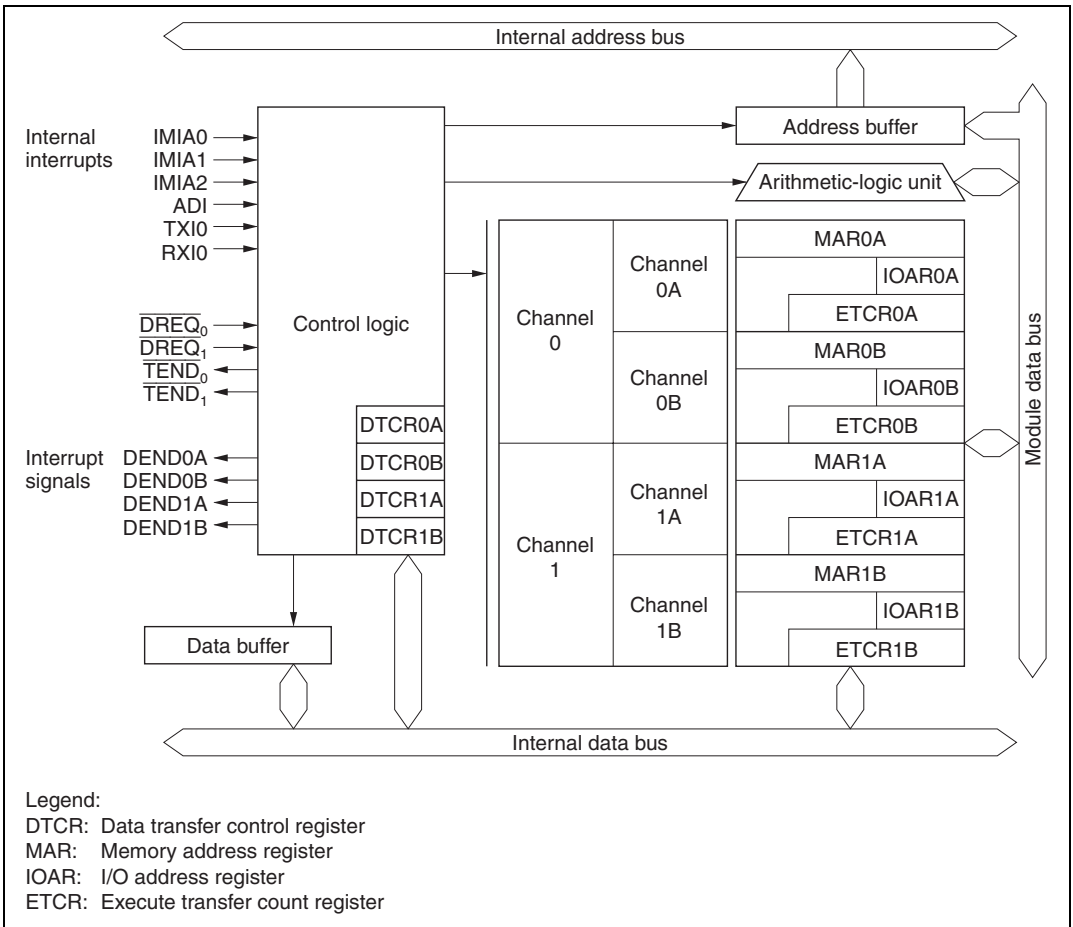 Internal address bus
Internal interrupts
IMIA0
IMIA1
IMIA2
ADI
TXI0
RXI0
DREQ0
DREQ1
TEND0
TEND1
Interrupt signals
DEND0A
DEND0B
DEND1A
DEND1B
Control logic
DTCR0A
DTCR0B
DTCR1A
DTCR1B
Data buffer
Address buffer
Arithmetic-logic unit
Channel 0
Channel 0A
Channel 0B
Channel 1
Channel 1A
Channel 1B
MAR0A
IOAR0A
ETCR0A
MAR0B
IOAR0B
ETCR0B
MAR1A
IOAR1A
ETCR1A
MAR1B
IOAR1B
ETCR1B
Module data bus
Internal data bus
Legend:
DTCR: Data transfer control register
MAR: Memory address register
IOAR: I/O address register
ETCR: Execute transfer count register